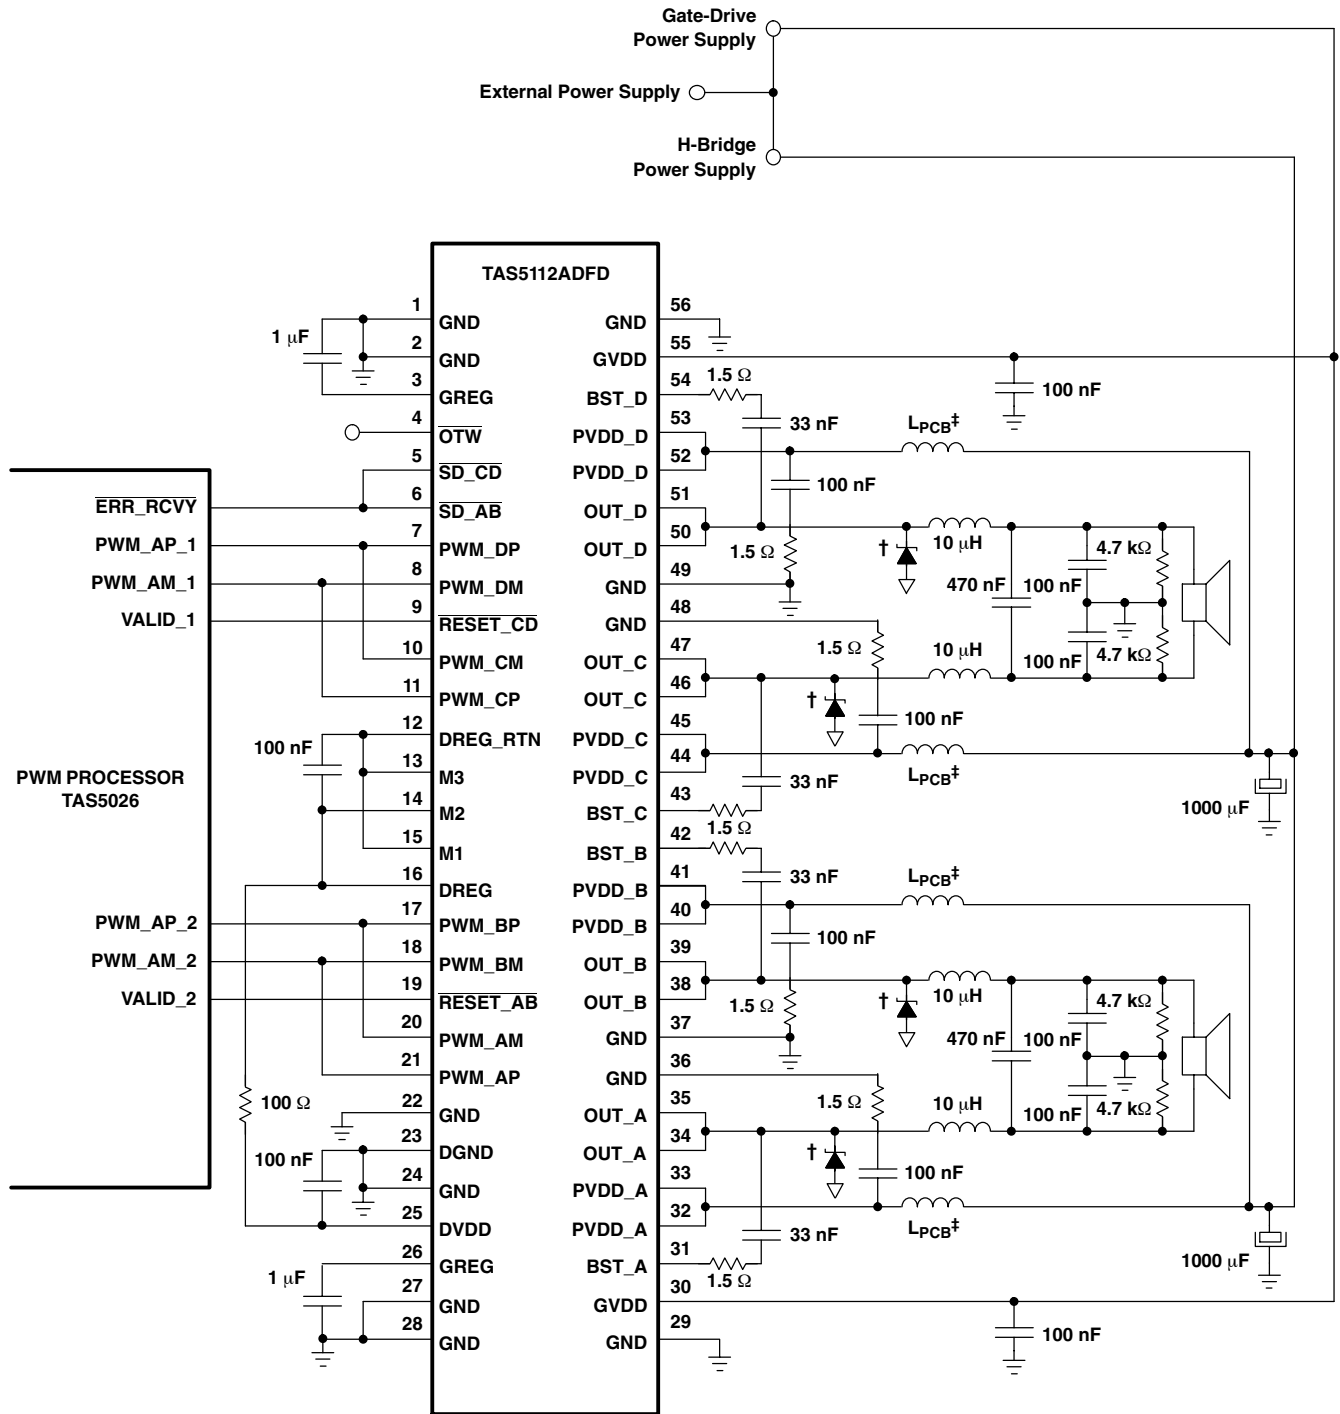 Gate-Drive
Power Supply
External Power Supply
H-Bridge
Power Supply
TAS5112ADFD
PWM PROCESSOR
TAS5026
ERR_RCVY
PWM_AP_1
PWM_AM_1
VALID_1
PWM_AP_2
PWM_AM_2
VALID_2
1 µF
100 nF
100 Ω
100 nF
1 µF
1 GND
2 GND
3 GREG
4 OTW
5 SD_CD
6 SD_AB
7 PWM_DP
8 PWM_DM
9 RESET_CD
10 PWM_CM
11 PWM_CP
12 DREG_RTN
13 M3
14 M2
15 M1
16 DREG
17 PWM_BP
18 PWM_BM
19 RESET_AB
20 PWM_AM
21 PWM_AP
22 GND
23 DGND
24 GND
25 DVDD
26 GREG
27 GND
28 GND
GND 56
GVDD 55
BST_D 54
PVDD_D 53
PVDD_D 52
OUT_D 51
OUT_D 50
GND 49
GND 48
OUT_C 47
OUT_C 46
PVDD_C 45
PVDD_C 44
BST_C 43
BST_B 42
PVDD_B 41
PVDD_B 40
OUT_B 39
OUT_B 38
GND 37
GND 36
OUT_A 35
OUT_A 34
PVDD_A 33
PVDD_A 32
BST_A 31
GVDD 30
GND 29
1.5 Ω
100 nF
33 nF
LPCB‡
100 nF
1.5 Ω
†
10 µH
4.7 kΩ
470 nF
100 nF
1.5 Ω
10 µH
100 nF
4.7 kΩ
†
100 nF
LPCB‡
33 nF
1.5 Ω
1000 µF
1.5 Ω
33 nF
LPCB‡
100 nF
1.5 Ω
†
10 µH
4.7 kΩ
470 nF
100 nF
1.5 Ω
10 µH
100 nF
4.7 kΩ
†
100 nF
LPCB‡
33 nF
1.5 Ω
1000 µF
100 nF